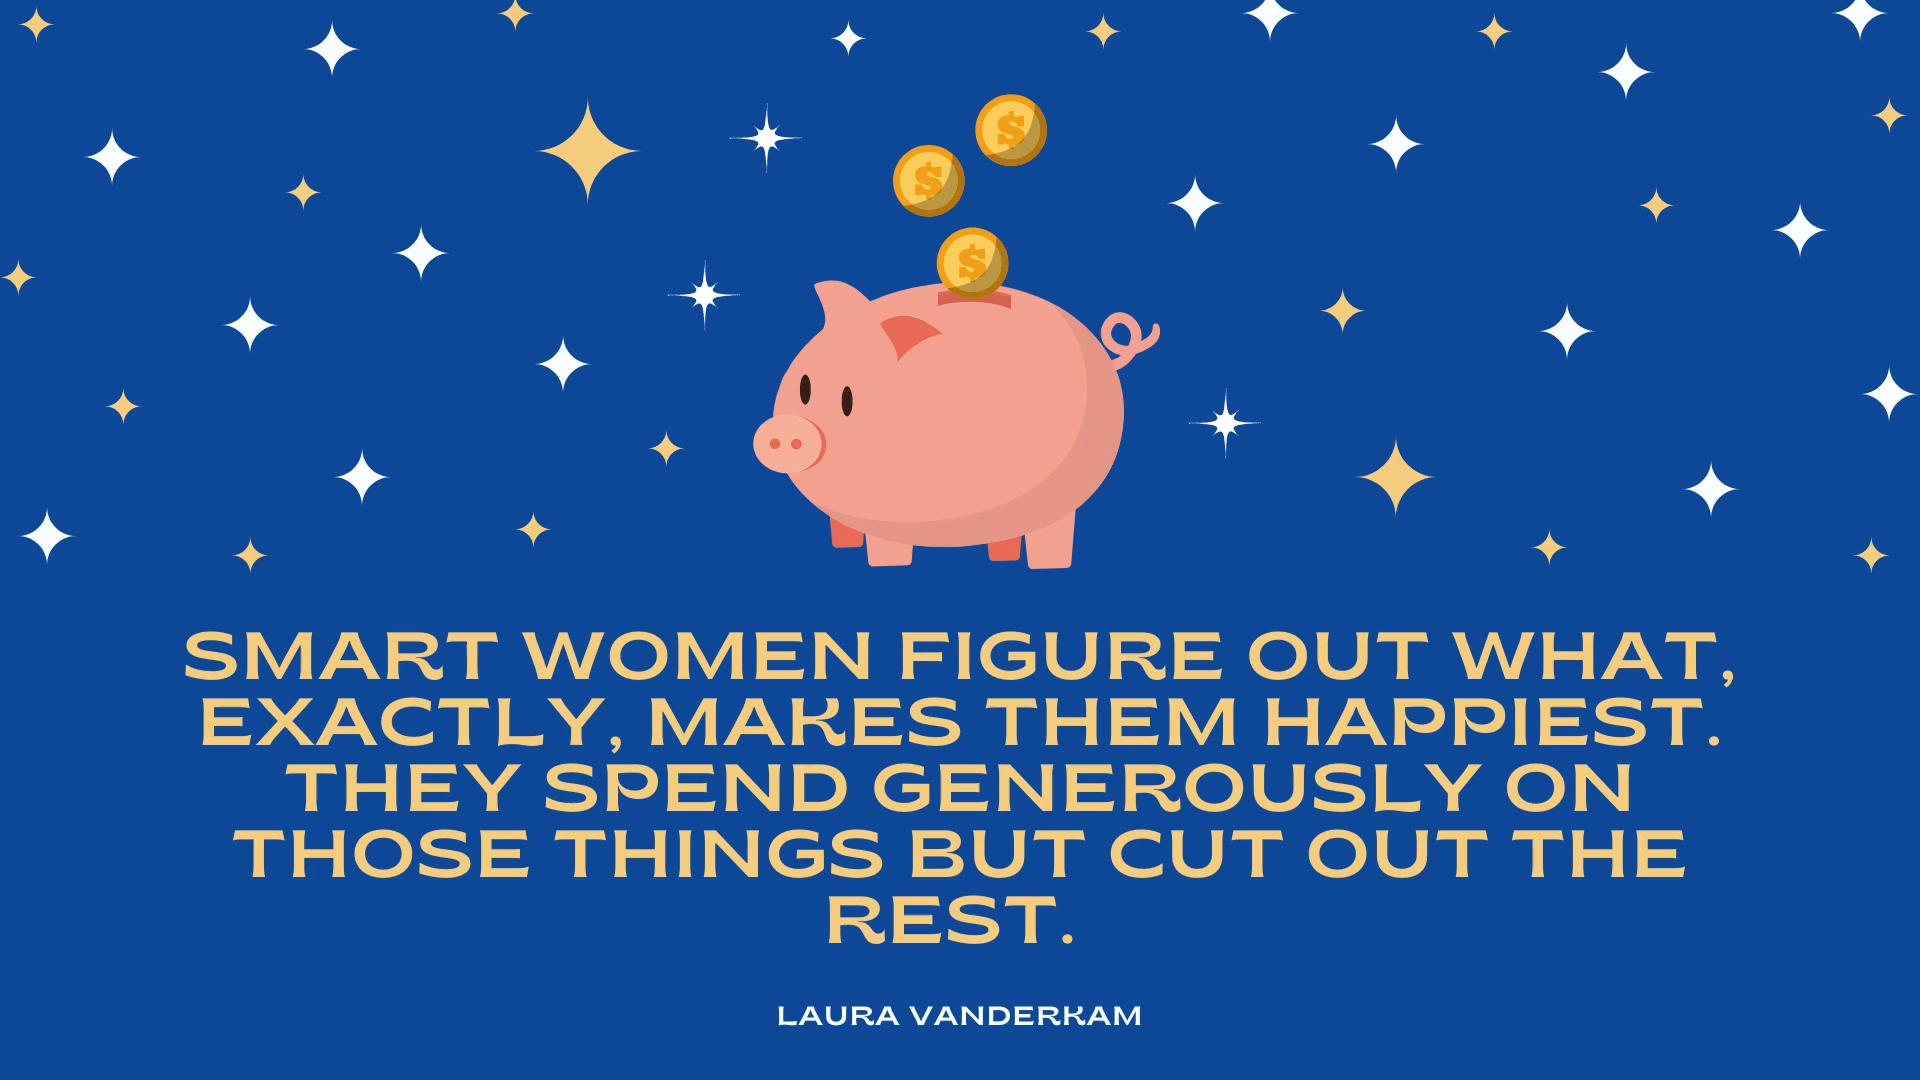 $
$
$
SMART WOMEN FIGURE OUT WHAT,
EXACTLY, MAKES THEM HAPPIEST.
THEY SPEND GENEROUSLY ON
THOSE THINGS BUT CUT OUT THE
REST.
LAURA VANDERKAM